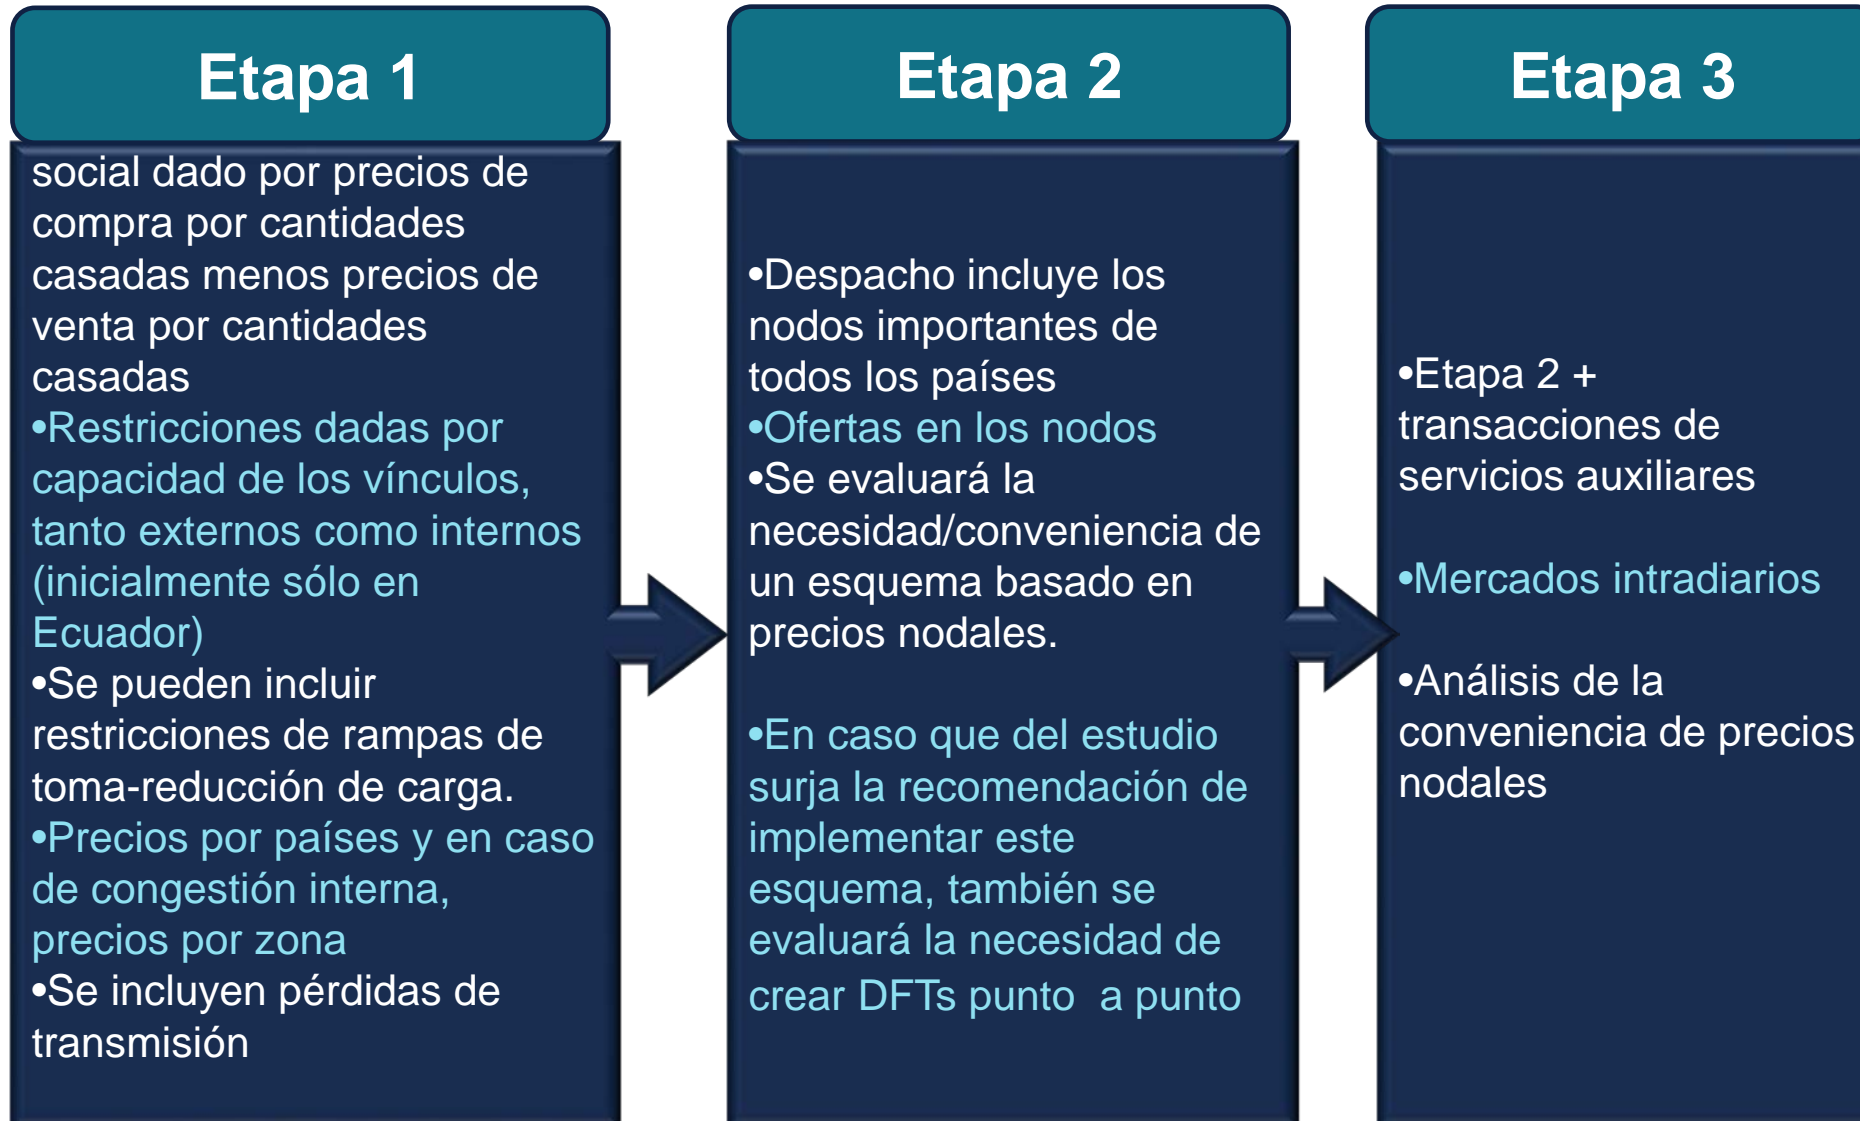 Etapa 1
social dado por precios de
compra por cantidades
casadas menos precios de
venta por cantidades
casadas
•Restricciones dadas por
capacidad de los vínculos,
tanto externos como internos
(inicialmente sólo en
Ecuador)
•Se pueden incluir
restricciones de rampas de
toma-reducción de carga.
•Precios por países y en caso
de congestión interna,
precios por zona
•Se incluyen pérdidas de
transmisión
Etapa 2
•Despacho incluye los
nodos importantes de
todos los países
•Ofertas en los nodos
•Se evaluará la
necesidad/conveniencia de
un esquema basado en
precios nodales.
•En caso que del estudio
surja la recomendación de
implementar este
esquema, también se
evaluará la necesidad de
crear DFTs punto  a punto
Etapa 3
•Etapa 2 +
transacciones de
servicios auxiliares
•Mercados intradiarios
•Análisis de la
conveniencia de precios
nodales